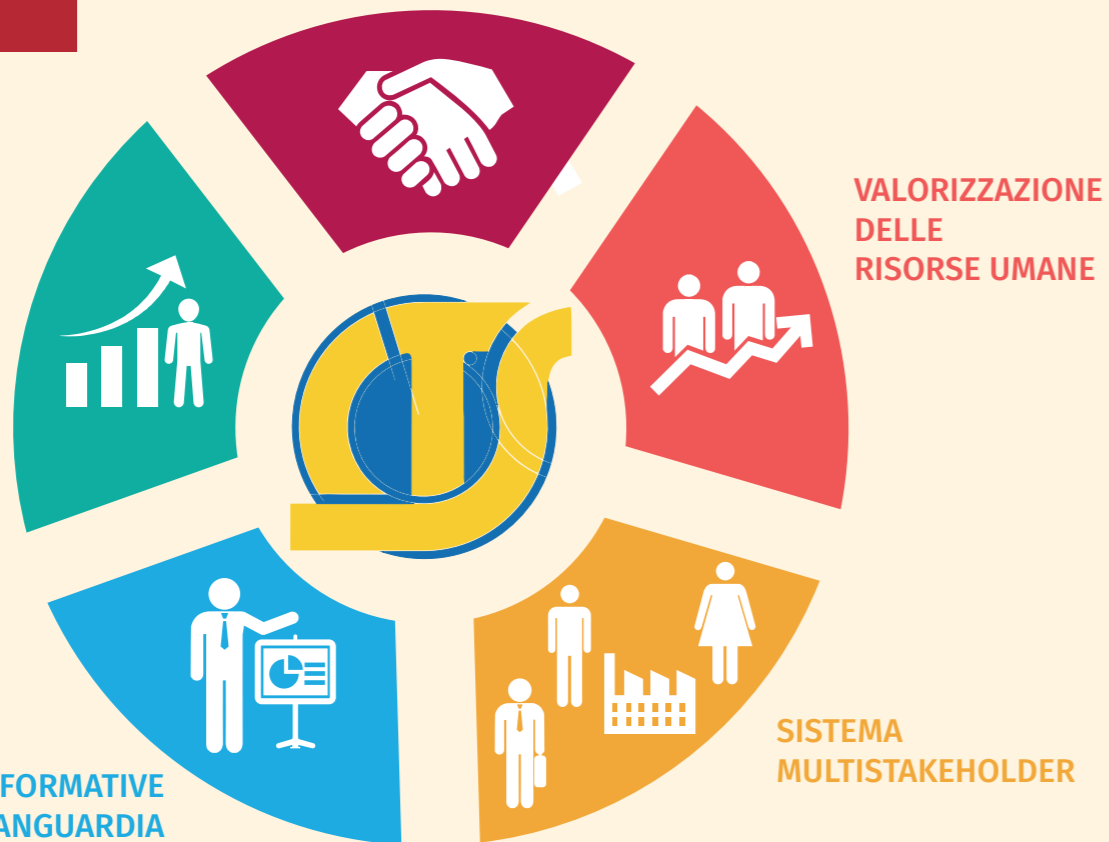 VALORIZZAZIONE
DELLE
RISORSE UMANE
SISTEMA
MULTISTAKEHOLDER
FORMATIVE
ANGUARDIA